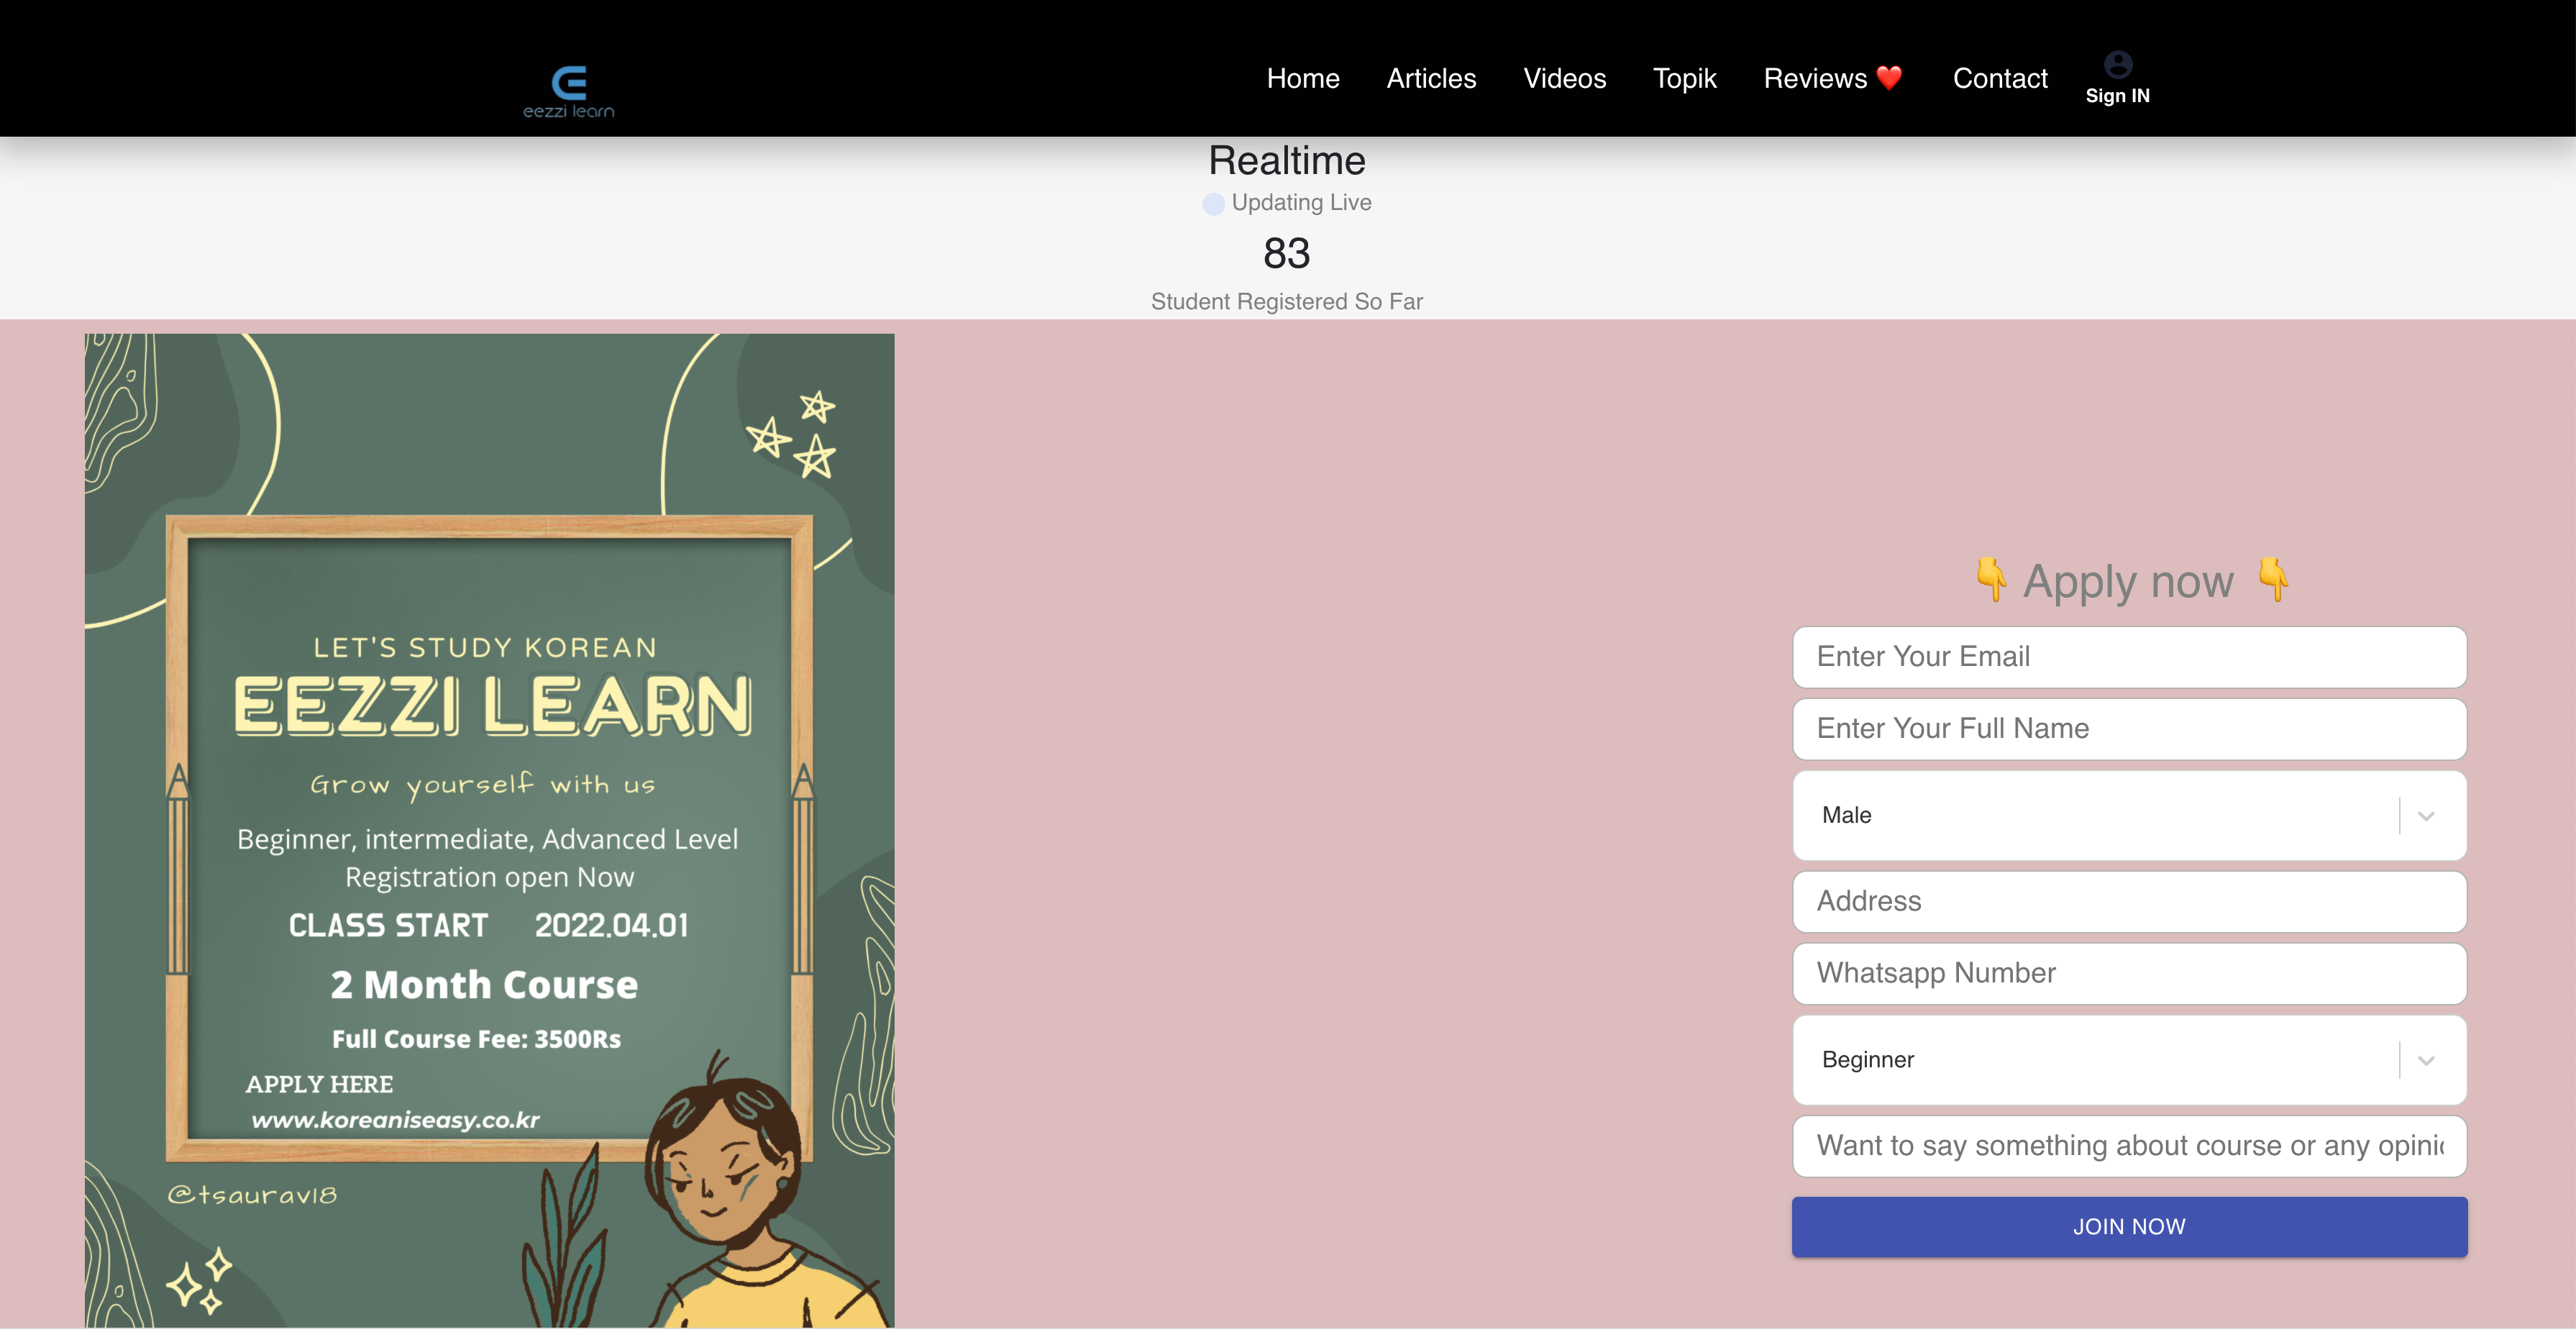 eezzi learn
Home Articles Videos Topik Reviews ❤️ Contact Sign IN
Realtime
Updating Live
83
Student Registered So Far
LET'S STUDY KOREAN
EEZZI LEARN
Grow yourself with us
Beginner, intermediate, Advanced Level
Registration open Now
CLASS START 2022.04.01
2 Month Course
Full Course Fee: 3500Rs
APPLY HERE
www.koreaniseasy.co.kr
@tsaurav18
👇 Apply now 👇
Enter Your Email
Enter Your Full Name
Male
Address
Whatsapp Number
Beginner
Want to say something about course or any
JOIN NOW